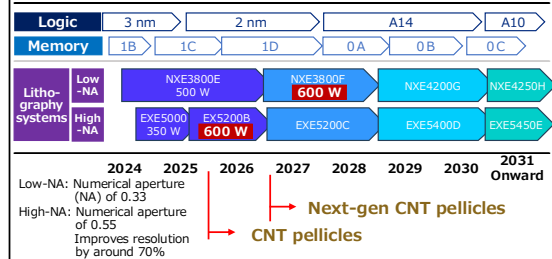 Logic 3 nm 2 nm A14 A10
Memory 1B 1C 1D 0A 0B 0C
Litho-
graphy
systems
Low
-NA
NXE3800E
500 W
NXE3800F
600 W
NXE4200G
NXE4250H
High
-NA
EXE5000
350 W
EX5200B
600 W
EXE5200C
EXE5400D
EXE5450E
2024 2025 2026 2027 2028 2029 2030 2031
Onward
Low-NA: Numerical aperture
(NA) of 0.33
High-NA: Numerical aperture
of 0.55
Improves resolution
by around 70%
Next-gen CNT pellicles
CNT pellicles